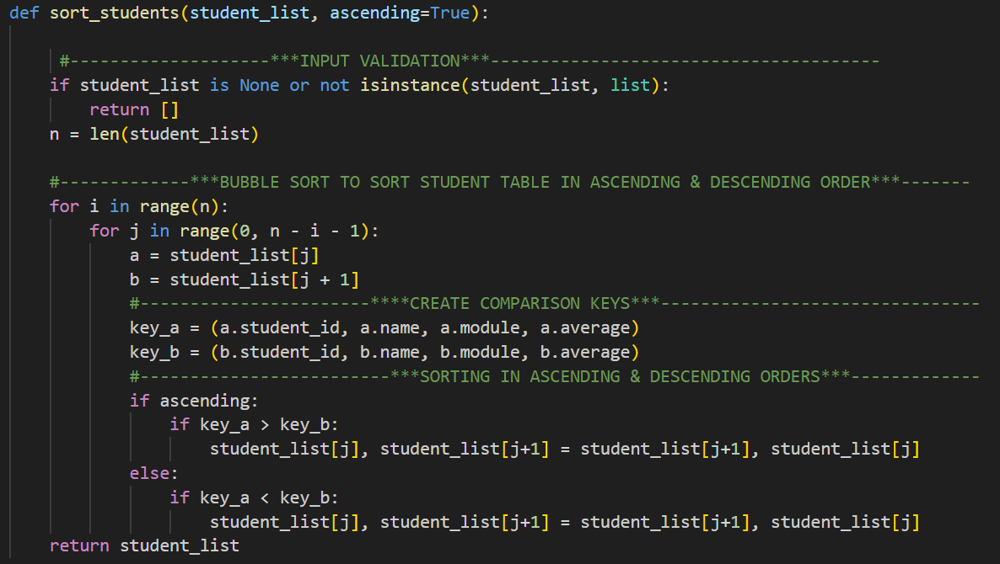 def sort_students(student_list, ascending=True):
#--------------------***INPUT VALIDATION***---------------------------------------
if student_list is None or not isinstance(student_list, list):
return []
n = len(student_list)
#-------------***BUBBLE SORT TO SORT STUDENT TABLE IN ASCENDING & DESCENDING ORDER***-------
for i in range(n):
for j in range(0, n - i - 1):
a = student_list[j]
b = student_list[j + 1]
#-----------------------****CREATE COMPARISON KEYS***--------------------------------
key_a = (a.student_id, a.name, a.module, a.average)
key_b = (b.student_id, b.name, b.module, b.average)
#-------------------------***SORTING IN ASCENDING & DESCENDING ORDERS***-------------
if ascending:
if key_a > key_b:
student_list[j], student_list[j+1] = student_list[j+1], student_list[j]
else:
if key_a < key_b:
student_list[j], student_list[j+1] = student_list[j+1], student_list[j]
return student_list